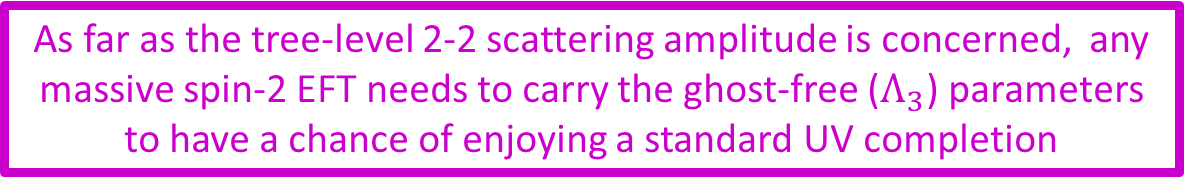 As far as the tree-level 2-2 scattering amplitude is concerned,  any
massive spin-2 EFT needs to carry the ghost-free (Λ₃) parameters
to have a chance of enjoying a standard UV completion